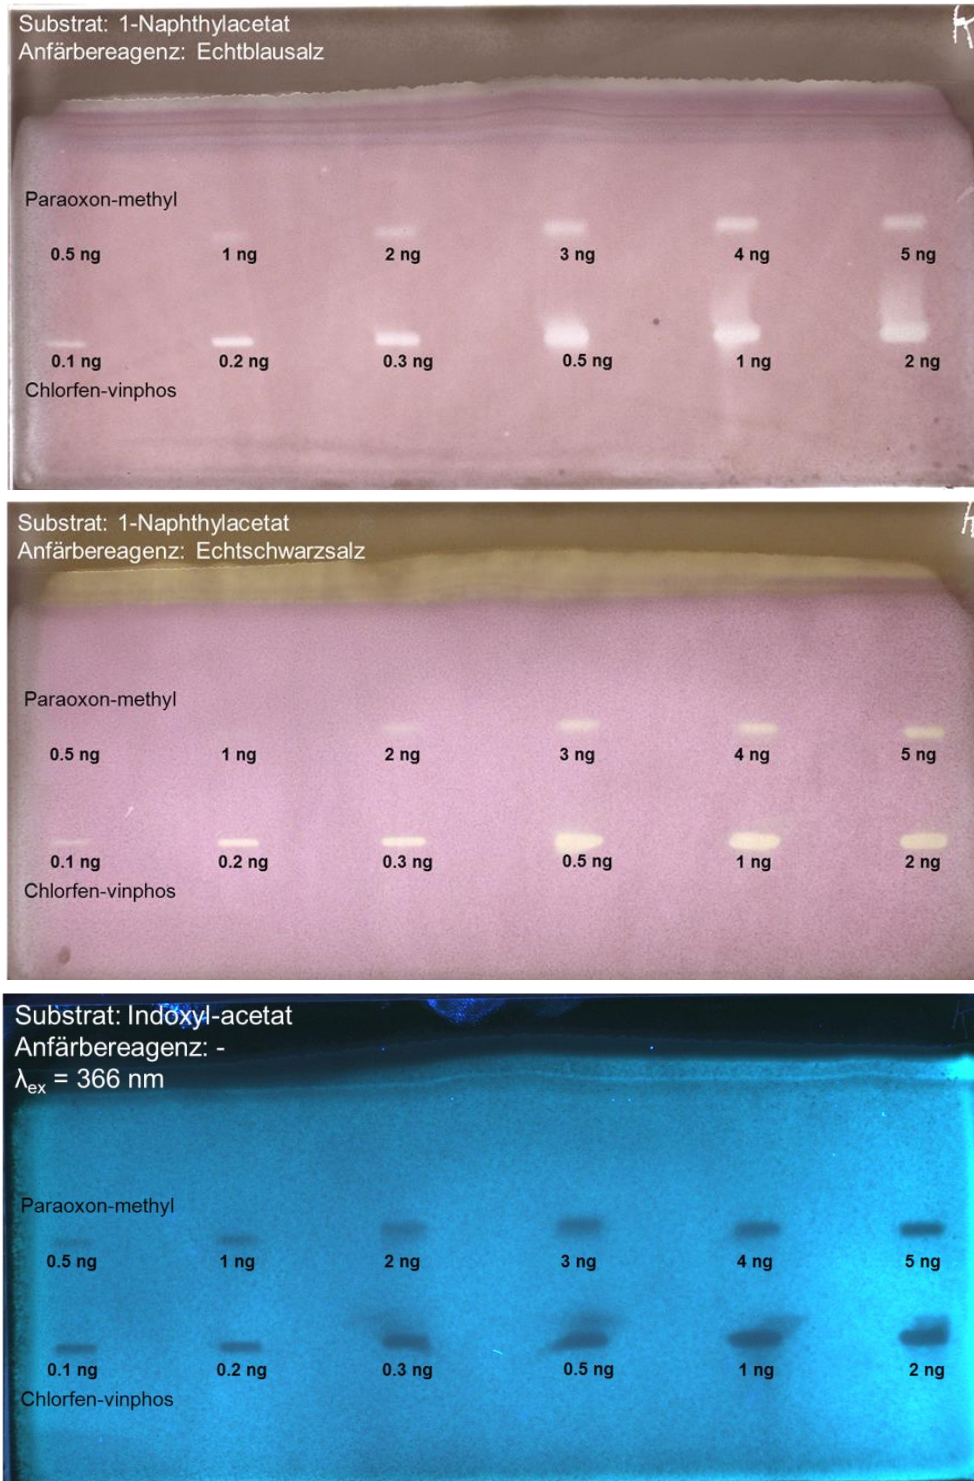 Substrat: 1-Naphthylacetat
Anfärbereagenz: Echtblausalz
Paraoxon-methyl
0.5 ng 1 ng 2 ng 3 ng 4 ng 5 ng
0.1 ng 0.2 ng 0.3 ng 0.5 ng 1 ng 2 ng
Chlorfen-vinphos
Substrat: 1-Naphthylacetat
Anfärbereagenz: Echtschwarzsalz
Paraoxon-methyl
0.5 ng 1 ng 2 ng 3 ng 4 ng 5 ng
0.1 ng 0.2 ng 0.3 ng 0.5 ng 1 ng 2 ng
Chlorfen-vinphos
Substrat: Indoxyl-acetat
Anfärbereagenz: -
λex = 366 nm
Paraoxon-methyl
0.5 ng 1 ng 2 ng 3 ng 4 ng 5 ng
0.1 ng 0.2 ng 0.3 ng 0.5 ng 1 ng 2 ng
Chlorfen-vinphos